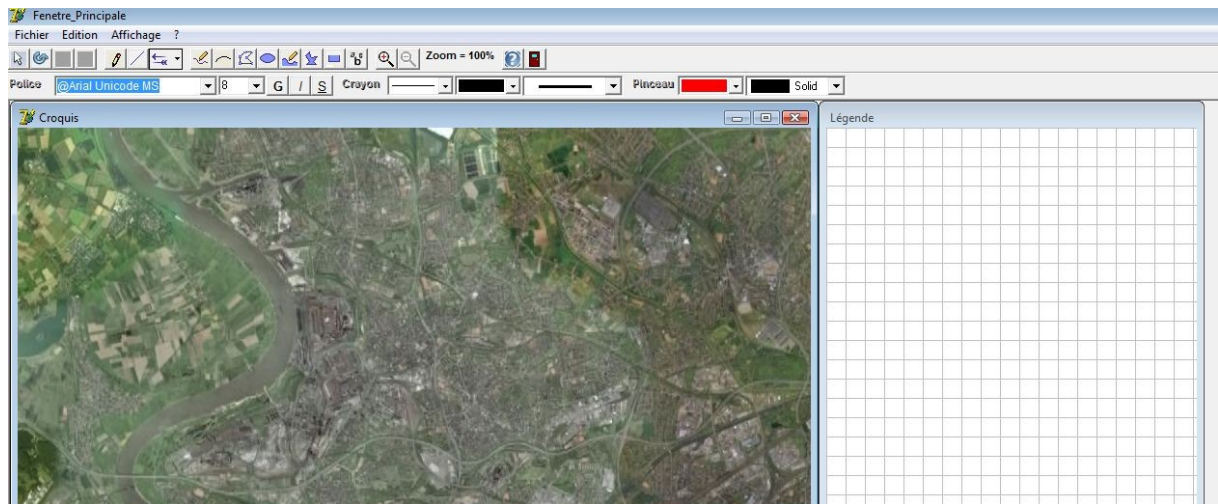 Fenetre_Principale
Fichier Edition Affichage ?
a b c Zoom = 100%
Police @Arial Unicode MS 8 G I S Crayon Pinceau Solid
Croquis Légende